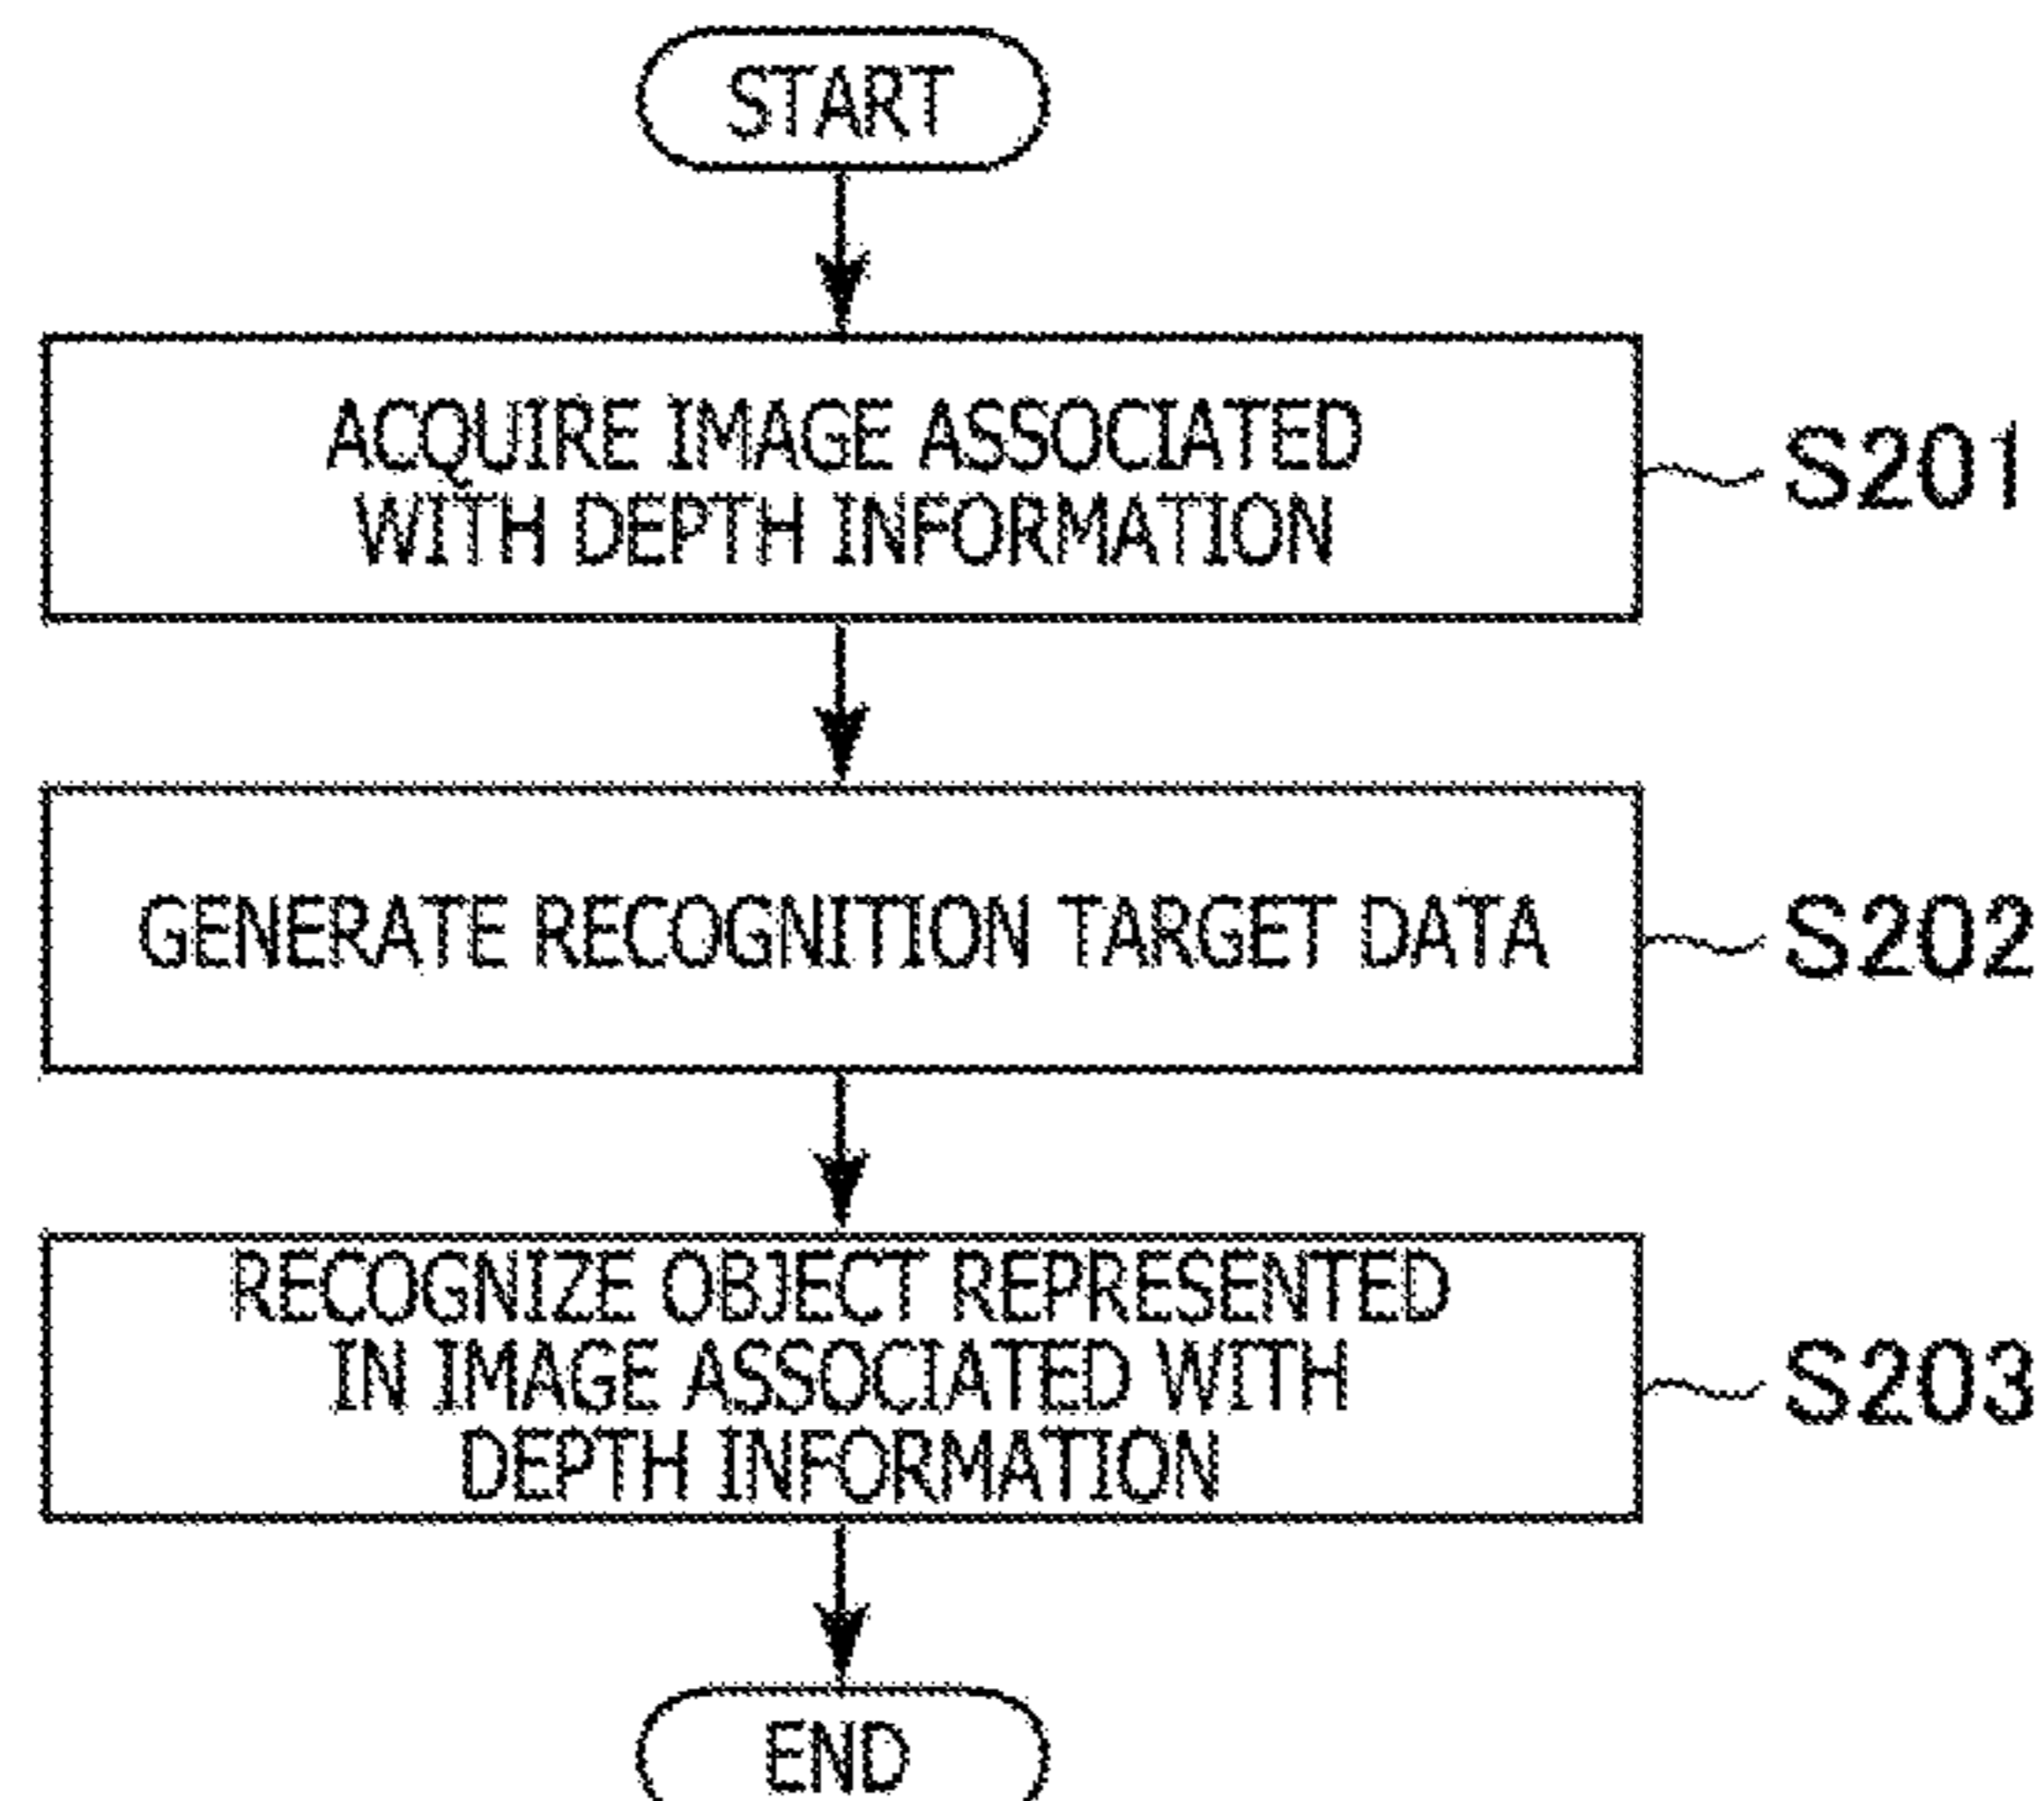 START
ACQUIRE IMAGE ASSOCIATED
WITH DEPTH INFORMATION
S201
GENERATE RECOGNITION TARGET DATA
S202
RECOGNIZE OBJECT REPRESENTED
IN IMAGE ASSOCIATED WITH
DEPTH INFORMATION
S203
END